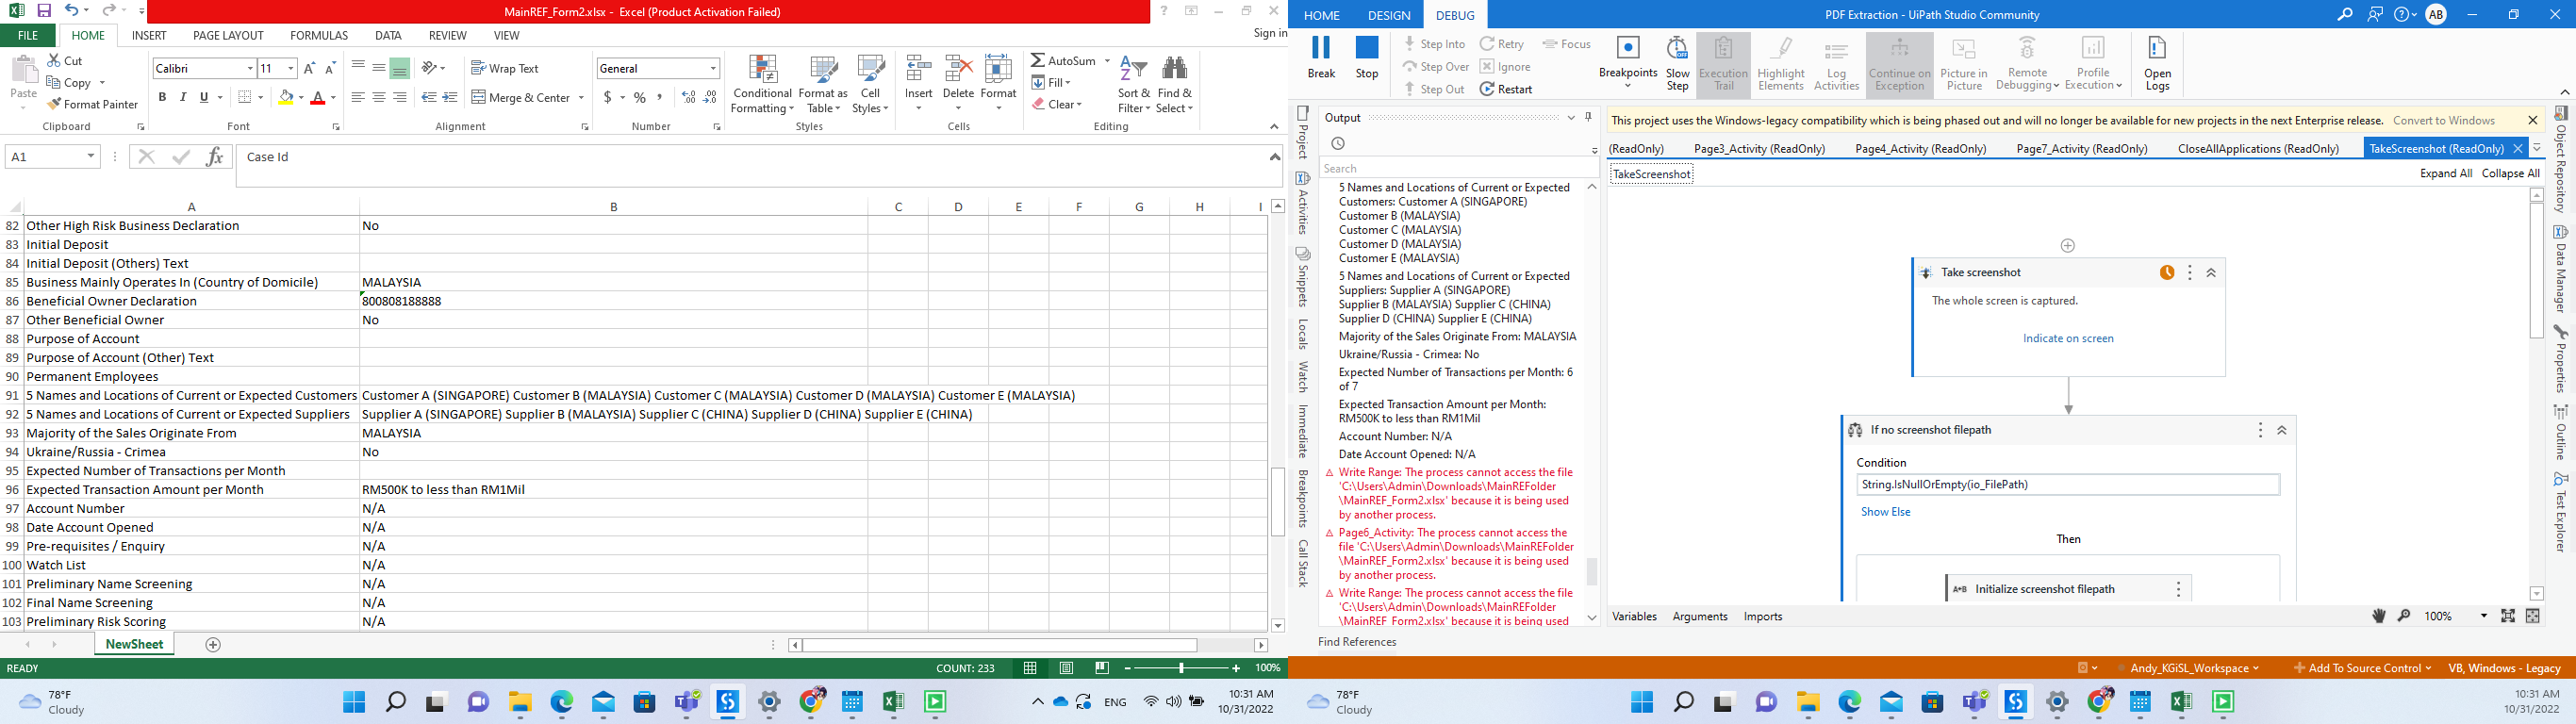 MainREF_Form2.xlsx - Excel (Product Activation Failed)
FILE HOME INSERT PAGE LAYOUT FORMULAS DATA REVIEW VIEW Sign in
Paste
Cut
Copy
Format Painter
Clipboard
Calibri 11
B I U
Font
Wrap Text
Merge & Center
Alignment
General
$ % ,
Number
Conditional Formatting
Format as Table
Cell Styles
Styles
Insert Delete Format
Cells
AutoSum
Fill
Clear
Sort & Filter
Find & Select
Editing
A1 fx Case Id
A B C D E F G H I
82 Other High Risk Business Declaration No
83 Initial Deposit
84 Initial Deposit (Others) Text
85 Business Mainly Operates In (Country of Domicile) MALAYSIA
86 Beneficial Owner Declaration 800808188888
87 Other Beneficial Owner No
88 Purpose of Account
89 Purpose of Account (Other) Text
90 Permanent Employees
91 5 Names and Locations of Current or Expected Customers Customer A (SINGAPORE) Customer B (MALAYSIA) Customer C (MALAYSIA) Customer D (MALAYSIA) Customer E (MALAYSIA)
92 5 Names and Locations of Current or Expected Suppliers Supplier A (SINGAPORE) Supplier B (MALAYSIA) Supplier C (CHINA) Supplier D (CHINA) Supplier E (CHINA)
93 Majority of the Sales Originate From MALAYSIA
94 Ukraine/Russia - Crimea No
95 Expected Number of Transactions per Month
96 Expected Transaction Amount per Month RM500K to less than RM1Mil
97 Account Number N/A
98 Date Account Opened N/A
99 Pre-requisites / Enquiry N/A
100 Watch List N/A
101 Preliminary Name Screening N/A
102 Final Name Screening N/A
103 Preliminary Risk Scoring N/A
NewSheet
READY COUNT: 233 100%
78°F
Cloudy
ENG
10:31 AM
10/31/2022
HOME DESIGN DEBUG PDF Extraction - UiPath Studio Community AB
Break
Stop
Step Into
Step Over
Step Out
Retry
Ignore
Restart
Focus
Breakpoints
Slow Step
Execution Trail
Highlight Elements
Log Activities
Continue on Exception
Picture in Picture
Remote Debugging
Profile Execution
Open Logs
Project
Activities
Snippets
Locals
Watch
Immediate
Breakpoints
Call Stack
Output
Search
5 Names and Locations of Current or Expected
Customers: Customer A (SINGAPORE)
Customer B (MALAYSIA)
Customer C (MALAYSIA)
Customer D (MALAYSIA)
Customer E (MALAYSIA)
5 Names and Locations of Current or Expected
Suppliers: Supplier A (SINGAPORE)
Supplier B (MALAYSIA) Supplier C (CHINA)
Supplier D (CHINA) Supplier E (CHINA)
Majority of the Sales Originate From: MALAYSIA
Ukraine/Russia - Crimea: No
Expected Number of Transactions per Month: 6
of 7
Expected Transaction Amount per Month:
RM500K to less than RM1Mil
Account Number: N/A
Date Account Opened: N/A
Write Range: The process cannot access the file
'C:\Users\Admin\Downloads\MainREFolder
\MainREF_Form2.xlsx' because it is being used
by another process.
Page6_Activity: The process cannot access the
file 'C:\Users\Admin\Downloads\MainREFolder
\MainREF_Form2.xlsx' because it is being used
by another process.
Write Range: The process cannot access the file
'C:\Users\Admin\Downloads\MainREFolder
\MainREF_Form2.xlsx' because it is being used
Find References
This project uses the Windows-legacy compatibility which is being phased out and will no longer be available for new projects in the next Enterprise release. Convert to Windows
(ReadOnly) Page3_Activity (ReadOnly) Page4_Activity (ReadOnly) Page7_Activity (ReadOnly) CloseAllApplications (ReadOnly) TakeScreenshot (ReadOnly)
TakeScreenshot Expand All Collapse All
Take screenshot
The whole screen is captured.
Indicate on screen
If no screenshot filepath
Condition
String.IsNullOrEmpty(io_FilePath)
Show Else
Then
A+B Initialize screenshot filepath
Variables Arguments Imports 100%
Object Repository
Data Manager
Properties
Outline
Test Explorer
Andy_KGiSL_Workspace Add To Source Control VB, Windows - Legacy
78°F
Cloudy
10:31 AM
10/31/2022